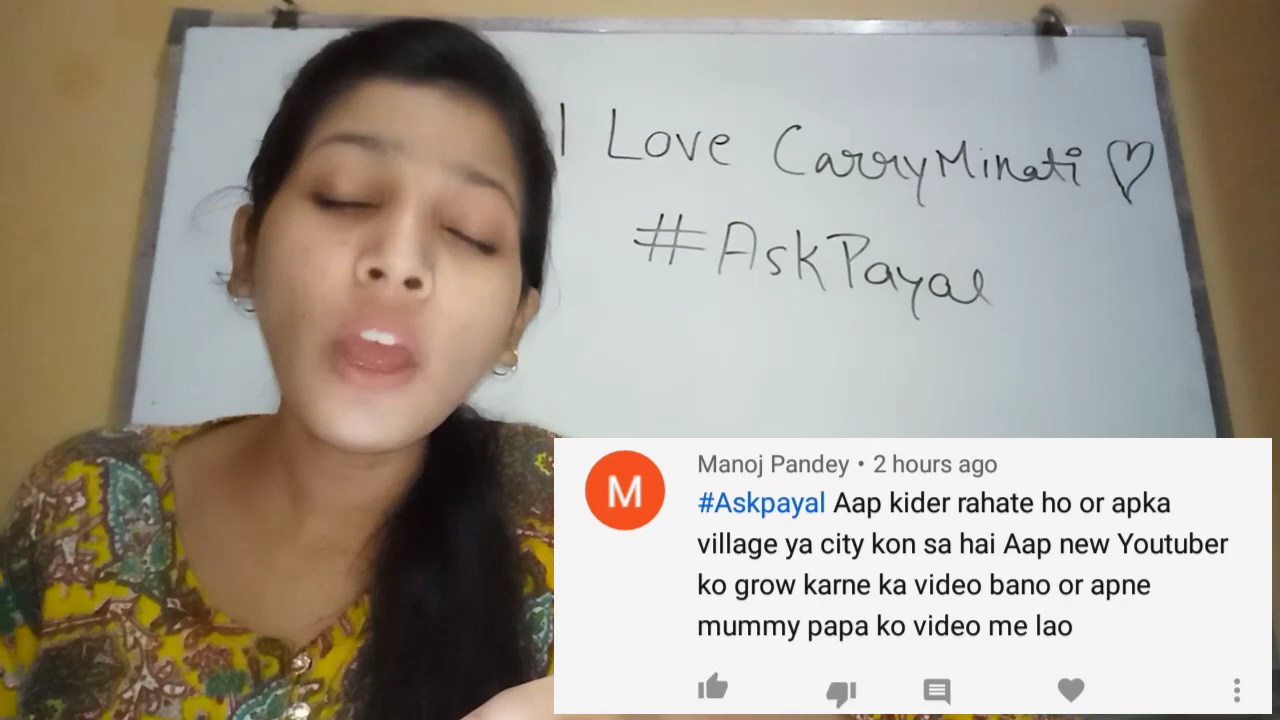 I Love CarryMinati ♡
#AskPayal
M
Manoj Pandey • 2 hours ago
#Askpayal Aap kider rahate ho or apka
village ya city kon sa hai Aap new Youtuber
ko grow karne ka video bano or apne
mummy papa ko video me lao